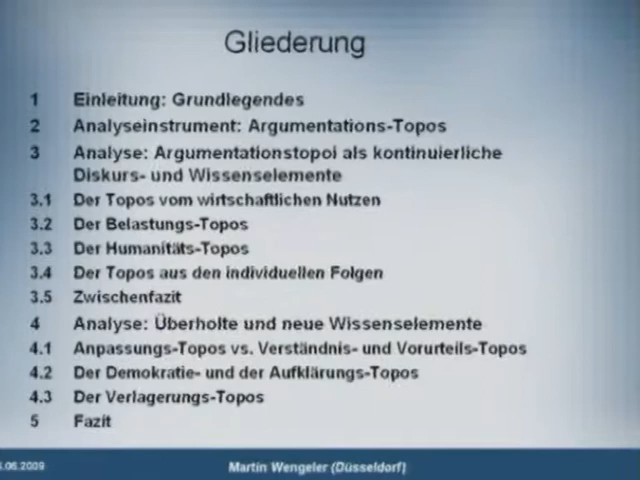 Gliederung
1 Einleitung: Grundlegendes
2 Analyseinstrument: Argumentations-Topos
3 Analyse: Argumentationstopoi als kontinuierliche
Diskurs- und Wissenselemente
3.1 Der Topos vom wirtschaftlichen Nutzen
3.2 Der Belastungs-Topos
3.3 Der Humanitäts-Topos
3.4 Der Topos aus den individuellen Folgen
3.5 Zwischenfazit
4 Analyse: Überholte und neue Wissenselemente
4.1 Anpassungs-Topos vs. Verständnis- und Vorurteils-Topos
4.2 Der Demokratie- und der Aufklärungs-Topos
4.3 Der Verlagerungs-Topos
5 Fazit
.06.2009 Martin Wengeler (Düsseldorf)